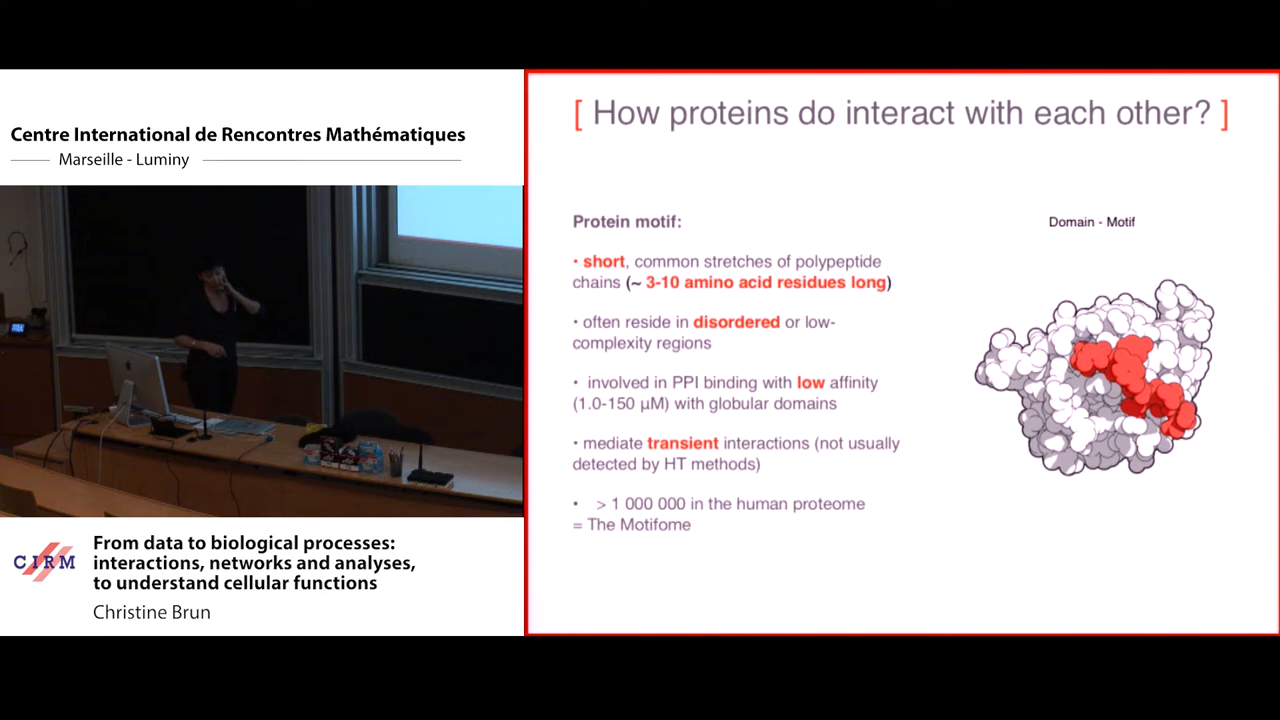 Centre International de Rencontres Mathématiques
Marseille - Luminy
CIRM
From data to biological processes:
interactions, networks and analyses,
to understand cellular functions
Christine Brun
[ How proteins do interact with each other? ]
Protein motif:
• short, common stretches of polypeptide
chains (~ 3-10 amino acid residues long)
• often reside in disordered or low-
complexity regions
• involved in PPI binding with low affinity
(1.0-150 µM) with globular domains
• mediate transient interactions (not usually
detected by HT methods)
• > 1 000 000 in the human proteome
= The Motifome
Domain - Motif